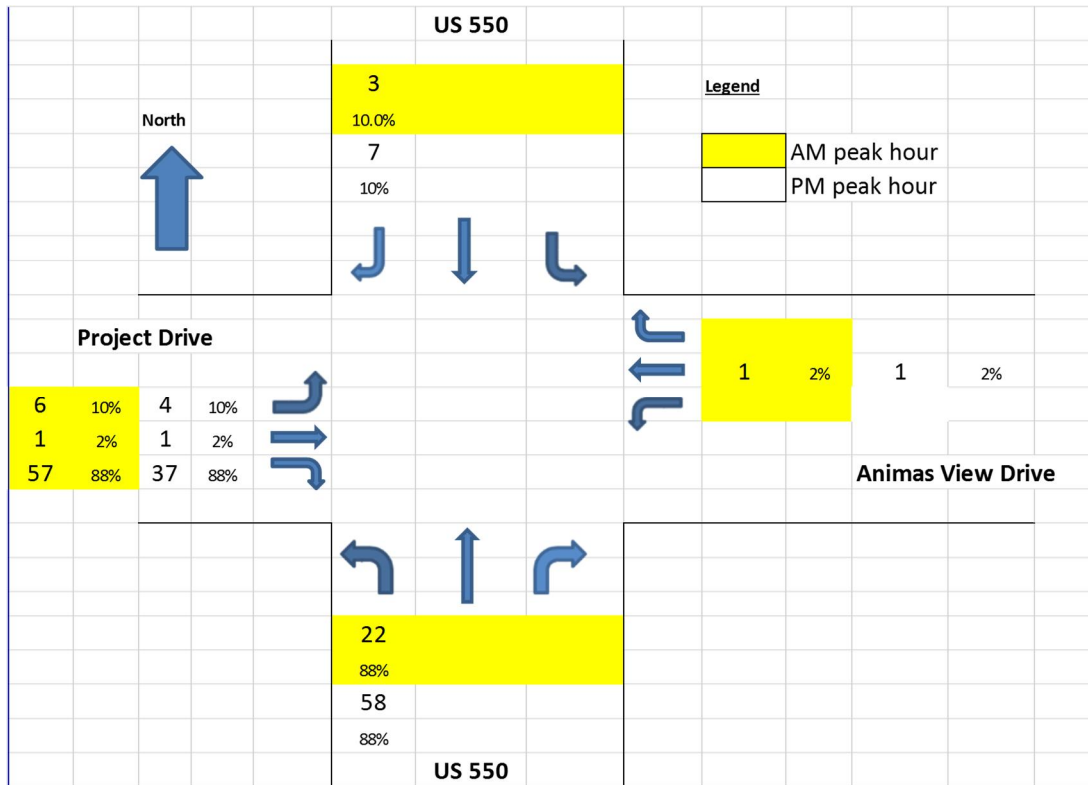 US 550
3
Legend
North
10.0%
7
AM peak hour
10%
PM peak hour
Project Drive
1 2% 1 2%
6 10% 4 10%
1 2% 1 2%
57 88% 37 88%
Animas View Drive
22
88%
58
88%
US 550